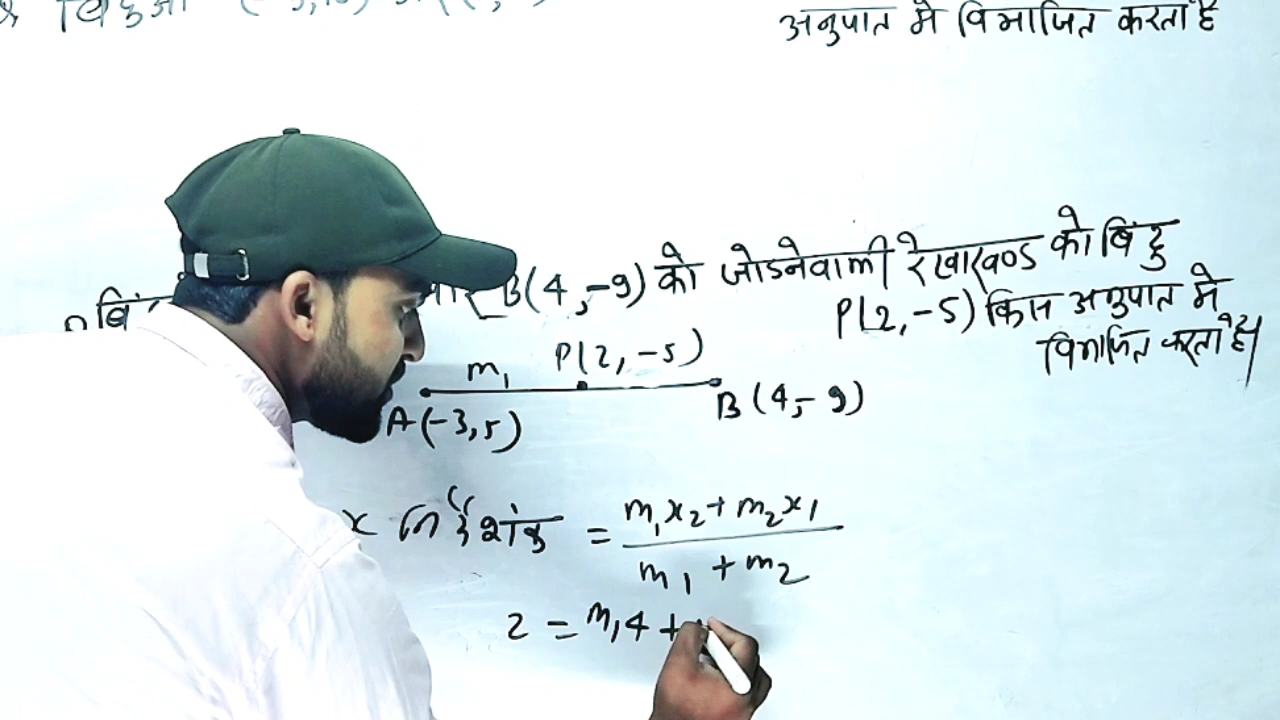 बिंदुओं
अनुपात मे विभाजित करता है
B(4,-9) को जोडनेवाली रेखाखण्ड को बिंदु
P(2,-5) किस अनुपात मे
विभाजित करता है।
m₁ P(2,-5)
A(-3,5) B(4,-9)
x निर्देशांक = m₁x₂+m₂x₁ / m₁+m₂
2 = m₁4 +